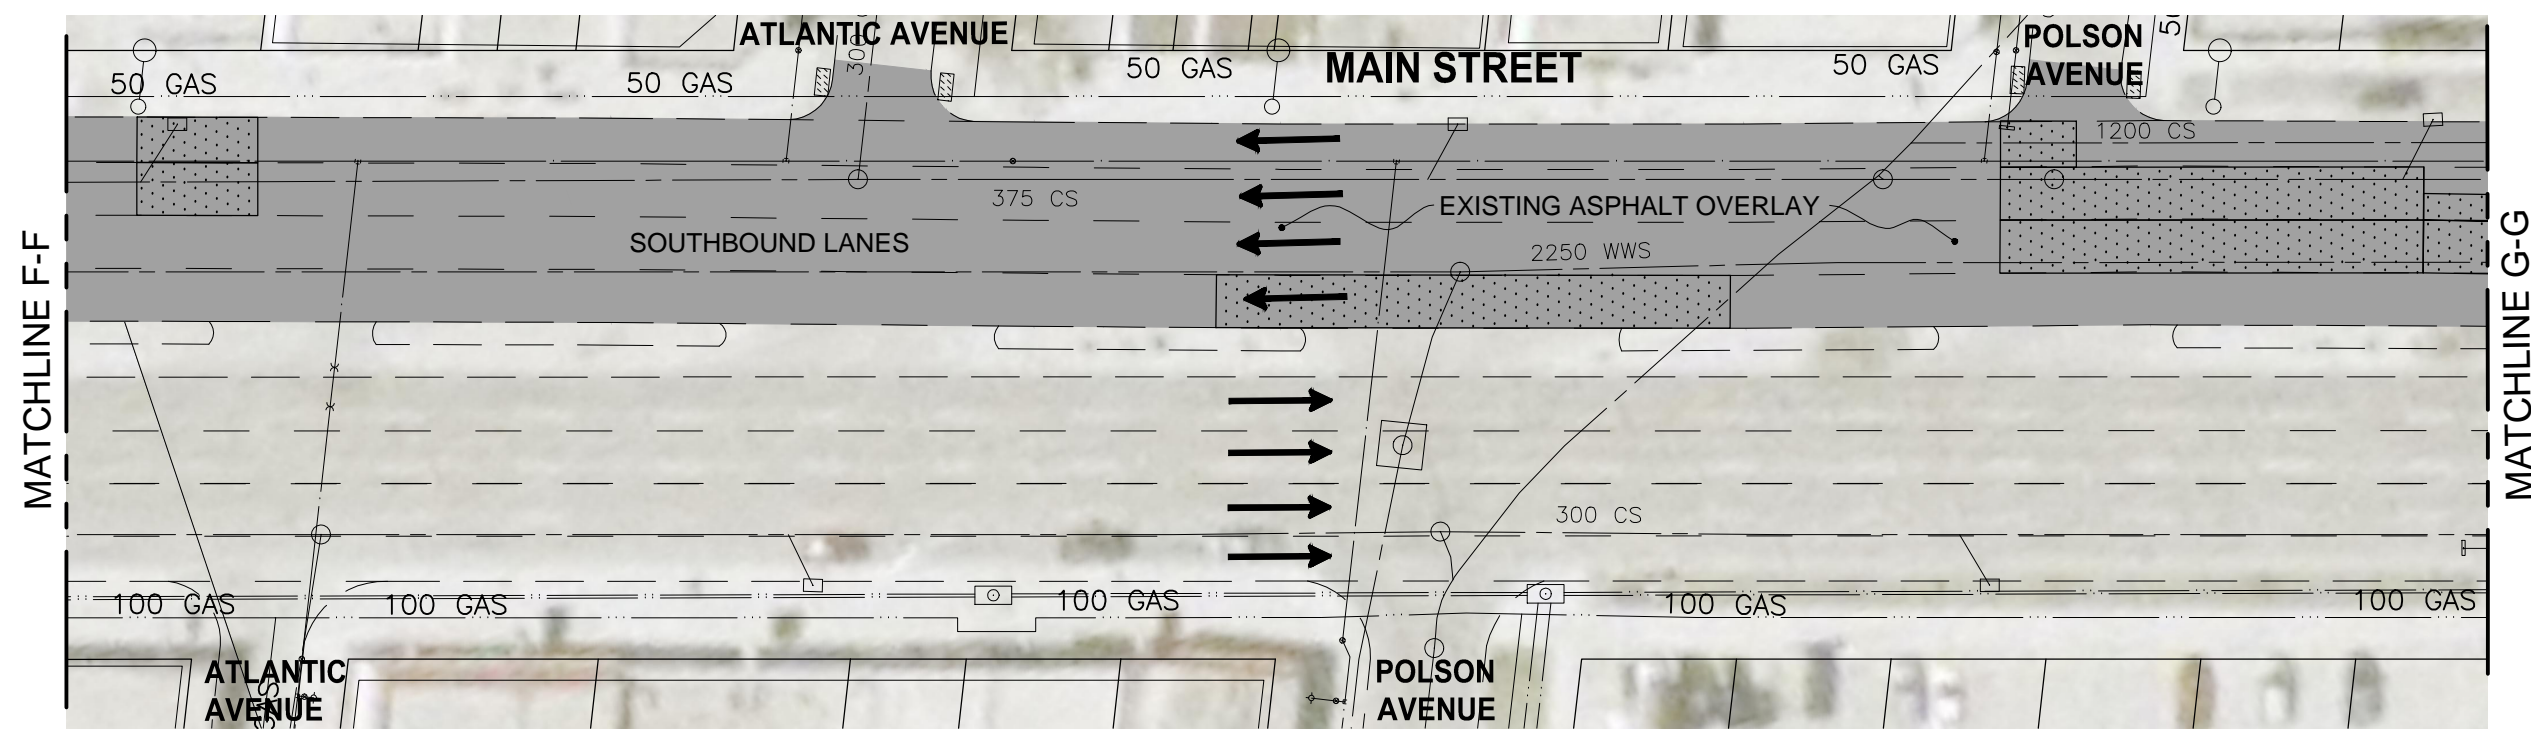 ATLANTIC AVENUE
300
MAIN STREET
POLSON
AVENUE
50 GAS
50 GAS
50 GAS
50 GAS
1200 CS
375 CS
EXISTING ASPHALT OVERLAY
SOUTHBOUND LANES
2250 WWS
MATCHLINE F-F
MATCHLINE G-G
300 CS
100 GAS
100 GAS
100 GAS
100 GAS
100 GAS
ATLANTIC
AVENUE
GAS
POLSON
AVENUE